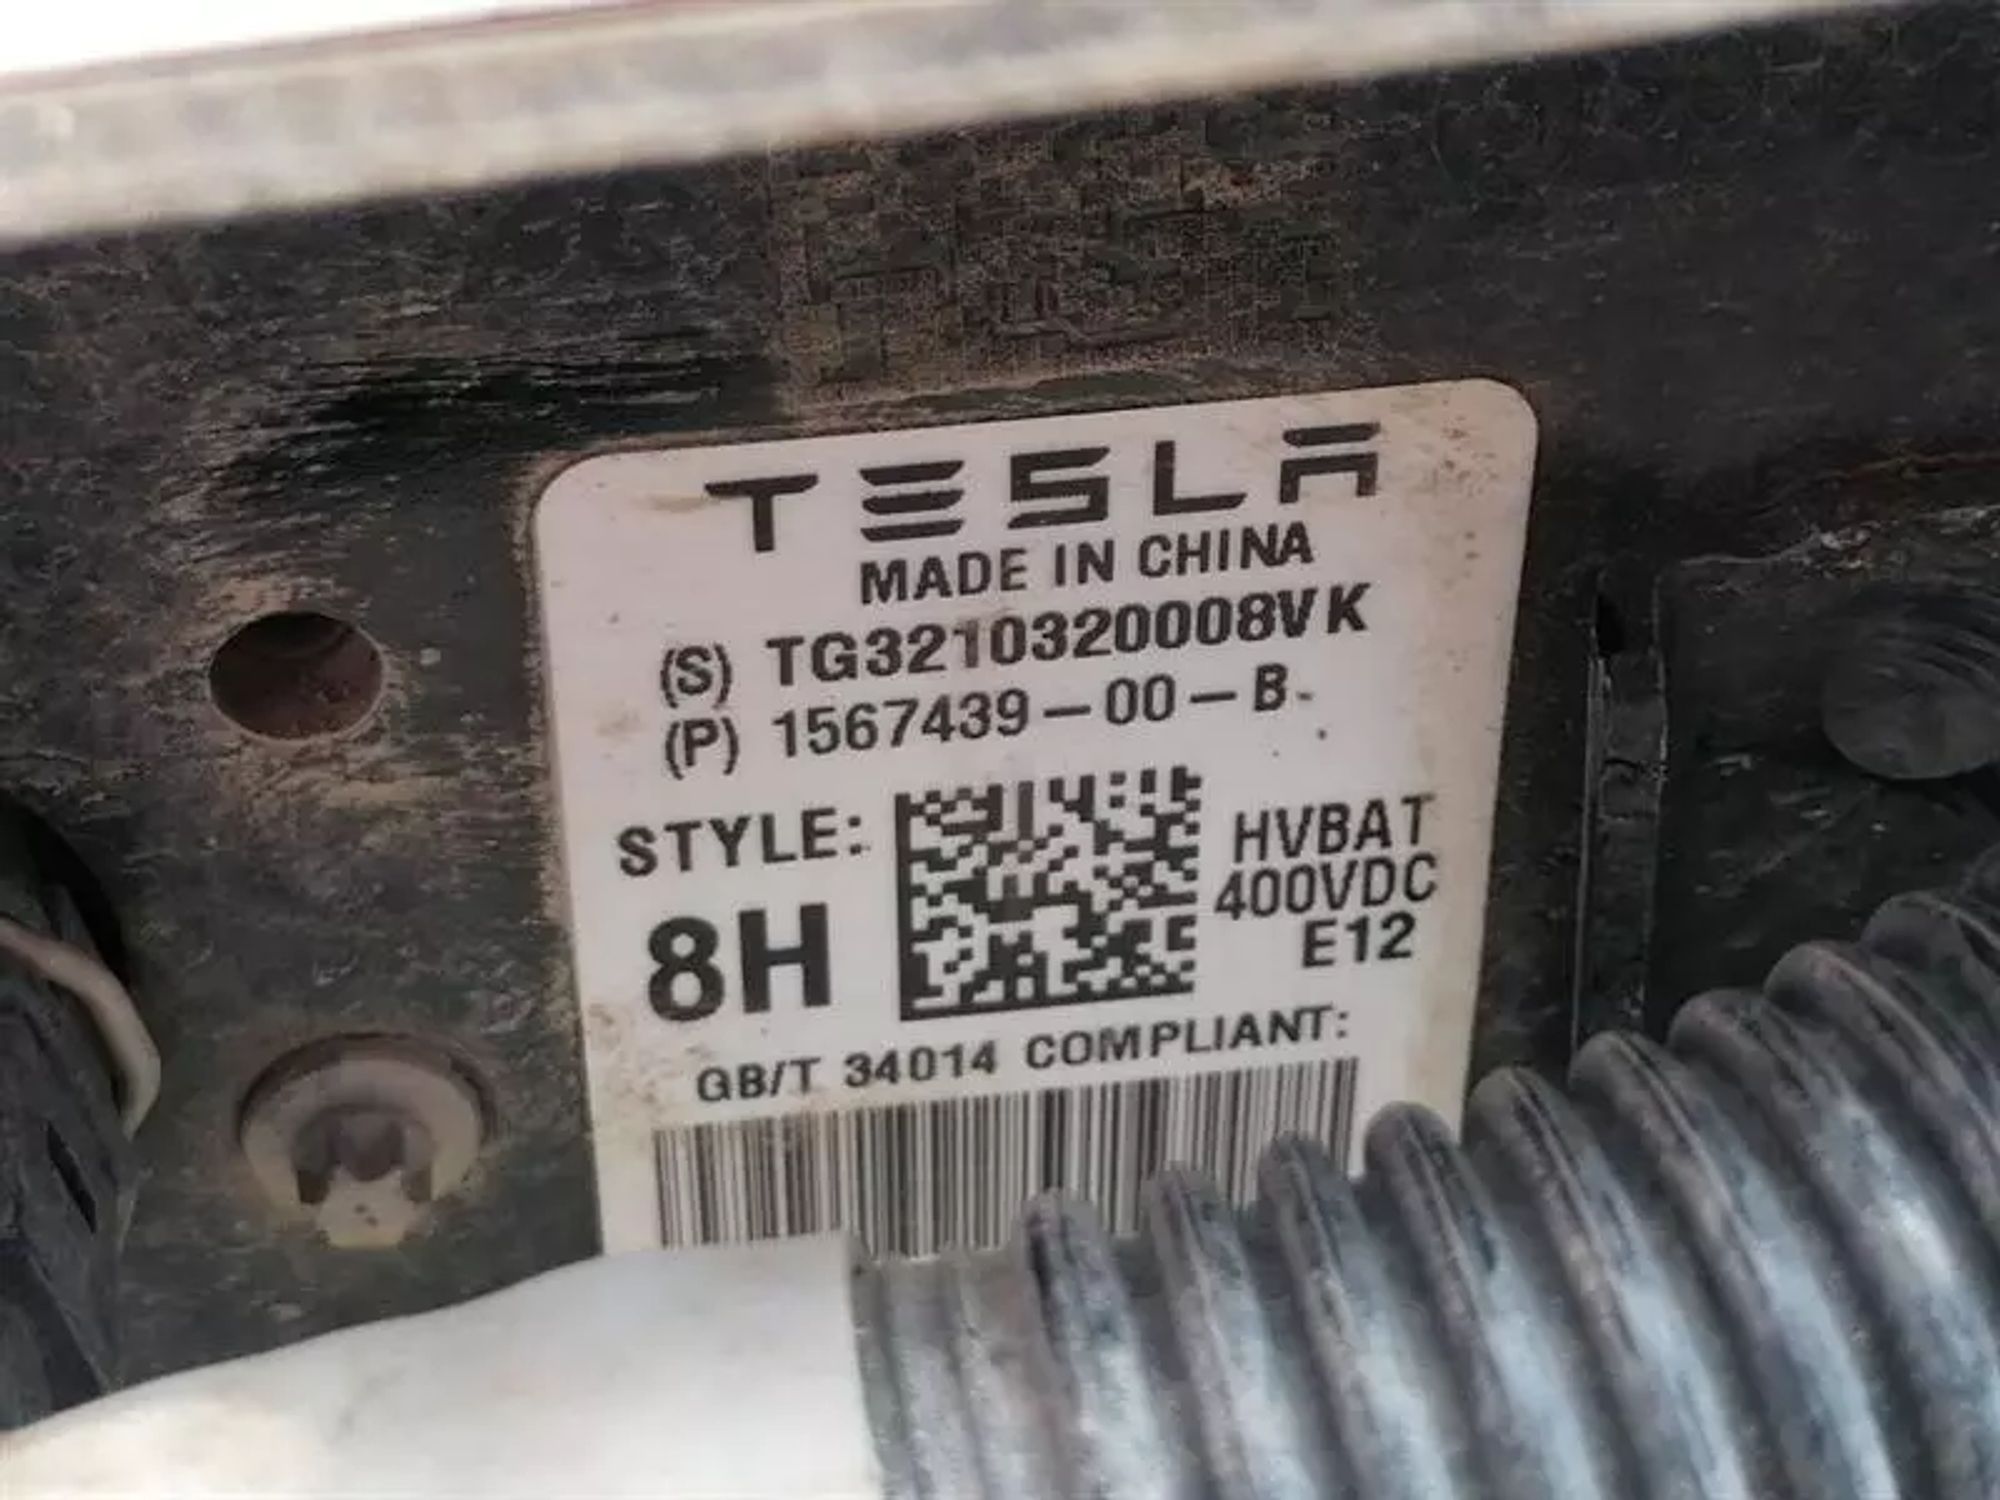 TESLA
MADE IN CHINA
(S) TG3210320008VK
(P) 1567439-00-B
STYLE:
8H
HVBAT
400VDC
E12
GB/T 34014 COMPLIANT: